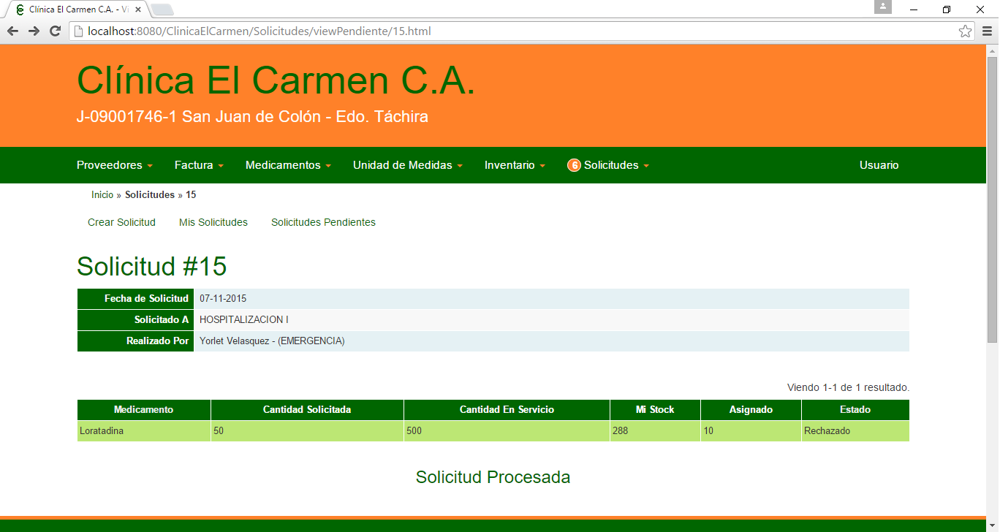 Clínica El Carmen C.A. - Vi
localhost:8080/ClinicaElCarmen/Solicitudes/viewPendiente/15.html
Clínica El Carmen C.A.
J-09001746-1 San Juan de Colón - Edo. Táchira
Proveedores Factura Medicamentos Unidad de Medidas Inventario 6 Solicitudes Usuario
Inicio » Solicitudes » 15
Crear Solicitud Mis Solicitudes Solicitudes Pendientes
Solicitud #15
Fecha de Solicitud 07-11-2015
Solicitado A HOSPITALIZACION I
Realizado Por Yorlet Velasquez - (EMERGENCIA)
Viendo 1-1 de 1 resultado.
Medicamento Cantidad Solicitada Cantidad En Servicio Mi Stock Asignado Estado
Loratadina 50 500 288 10 Rechazado
Solicitud Procesada